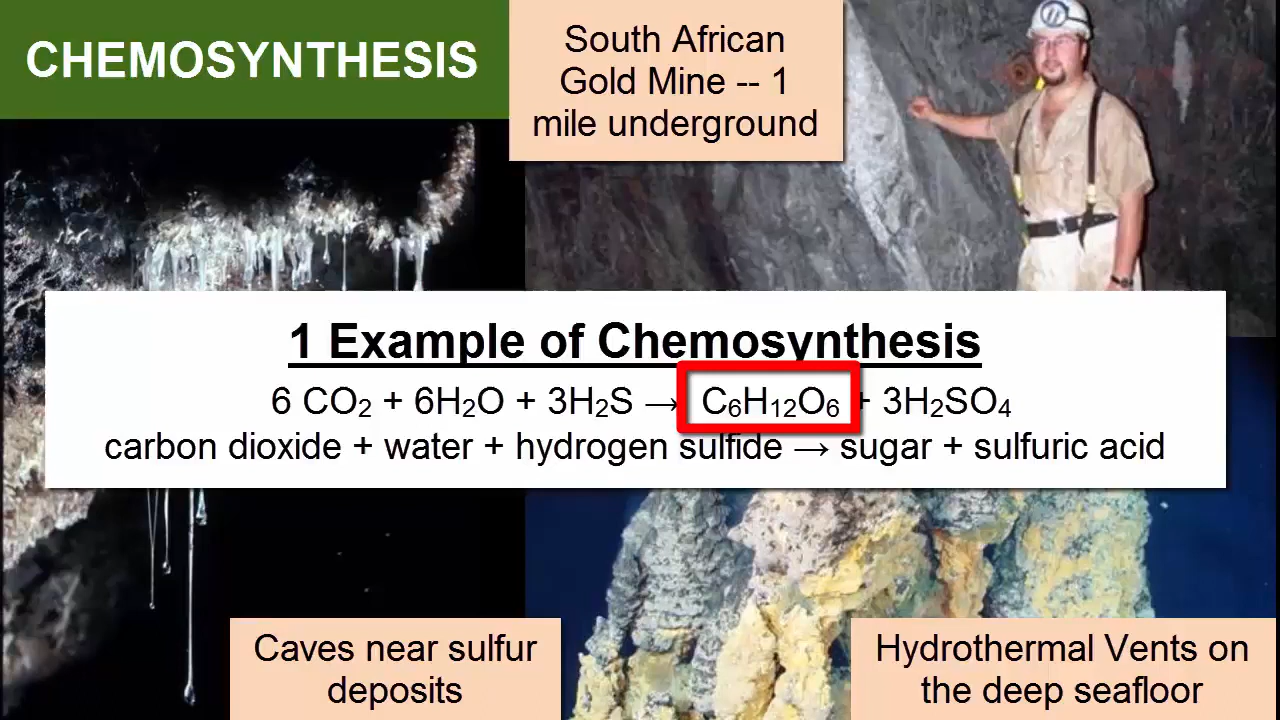 CHEMOSYNTHESIS
South African
Gold Mine -- 1
mile underground
1 Example of Chemosynthesis
6 CO₂ + 6H₂O + 3H₂S → C₆H₁₂O₆ + 3H₂SO₄
carbon dioxide + water + hydrogen sulfide → sugar + sulfuric acid
Caves near sulfur
deposits
Hydrothermal Vents on
the deep seafloor